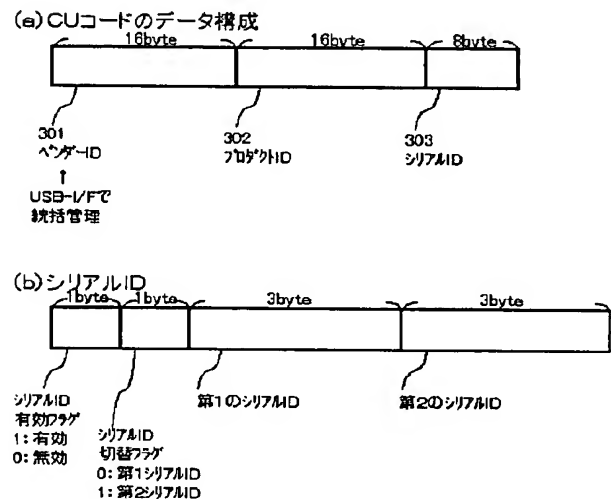 (a)CUコードのデータ構成
16byte 16byte 8byte
301 302 303
ベンダーID プロダクトID シリアルID
↑
USB-I/Fで
統括管理
(b)シリアルID
1byte 1byte 3byte 3byte
シリアルID
有効フラグ
1:有効
0:無効
シリアルID
切替フラグ
0:第1シリアルID
1:第2シリアルID
第1のシリアルID
第2のシリアルID